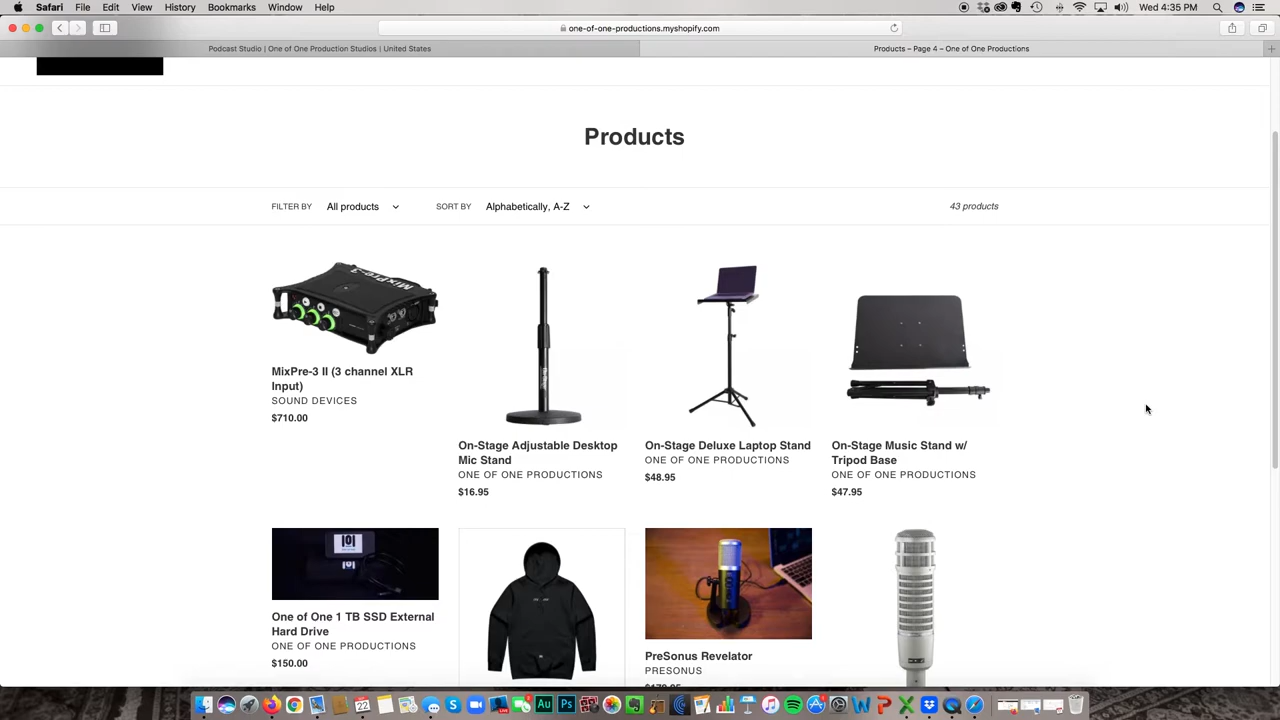 Safari File Edit View History Bookmarks Window Help
Wed 4:35 PM
one-of-one-productions.myshopify.com
Podcast Studio | One of One Production Studios | United States
Products – Page 4 – One of One Productions
Products
FILTER BY All products SORT BY Alphabetically, A-Z
43 products
MixPre-3
MixPre-3 II (3 channel XLR
Input)
SOUND DEVICES
$710.00
On-Stage Adjustable Desktop
Mic Stand
ONE OF ONE PRODUCTIONS
$16.95
On-Stage Deluxe Laptop Stand
ONE OF ONE PRODUCTIONS
$48.95
On-Stage Music Stand w/
Tripod Base
ONE OF ONE PRODUCTIONS
$47.95
One of One 1 TB SSD External
Hard Drive
ONE OF ONE PRODUCTIONS
$150.00
PreSonus Revelator
PRESONUS
Au
Ps